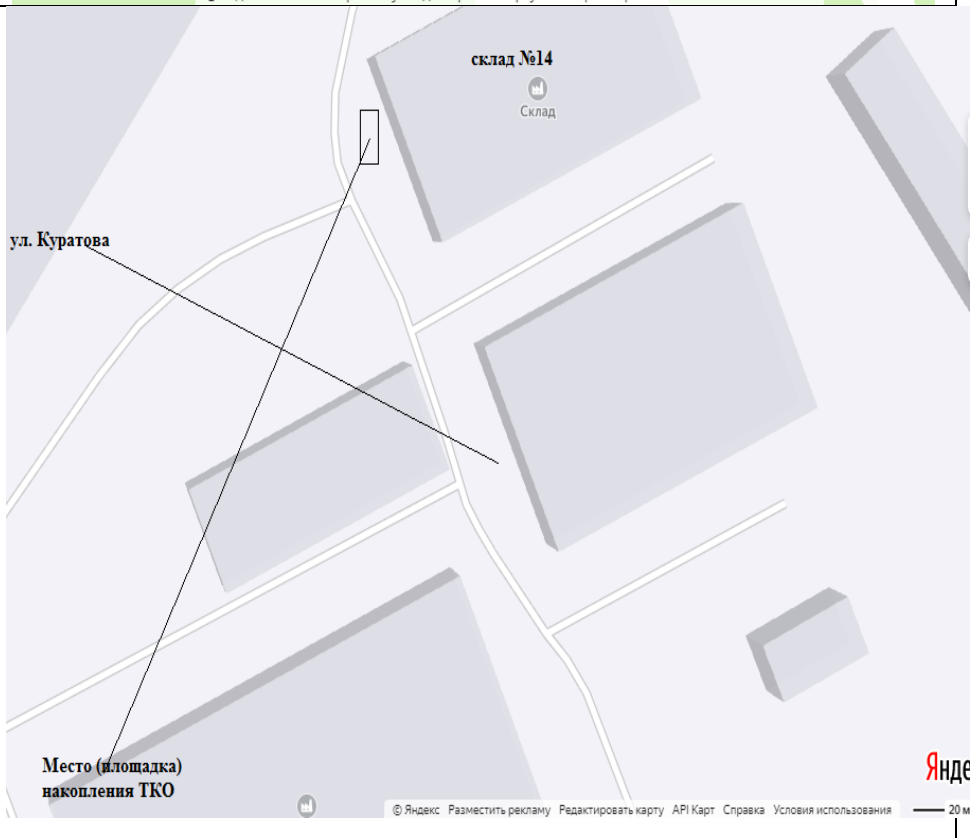 склад №14
Склад
ул. Куратова
Место (площадка)
накопления ТКО
Янде
© Яндекс Разместить рекламу Редактировать карту API Карт Справка Условия использования
20 м